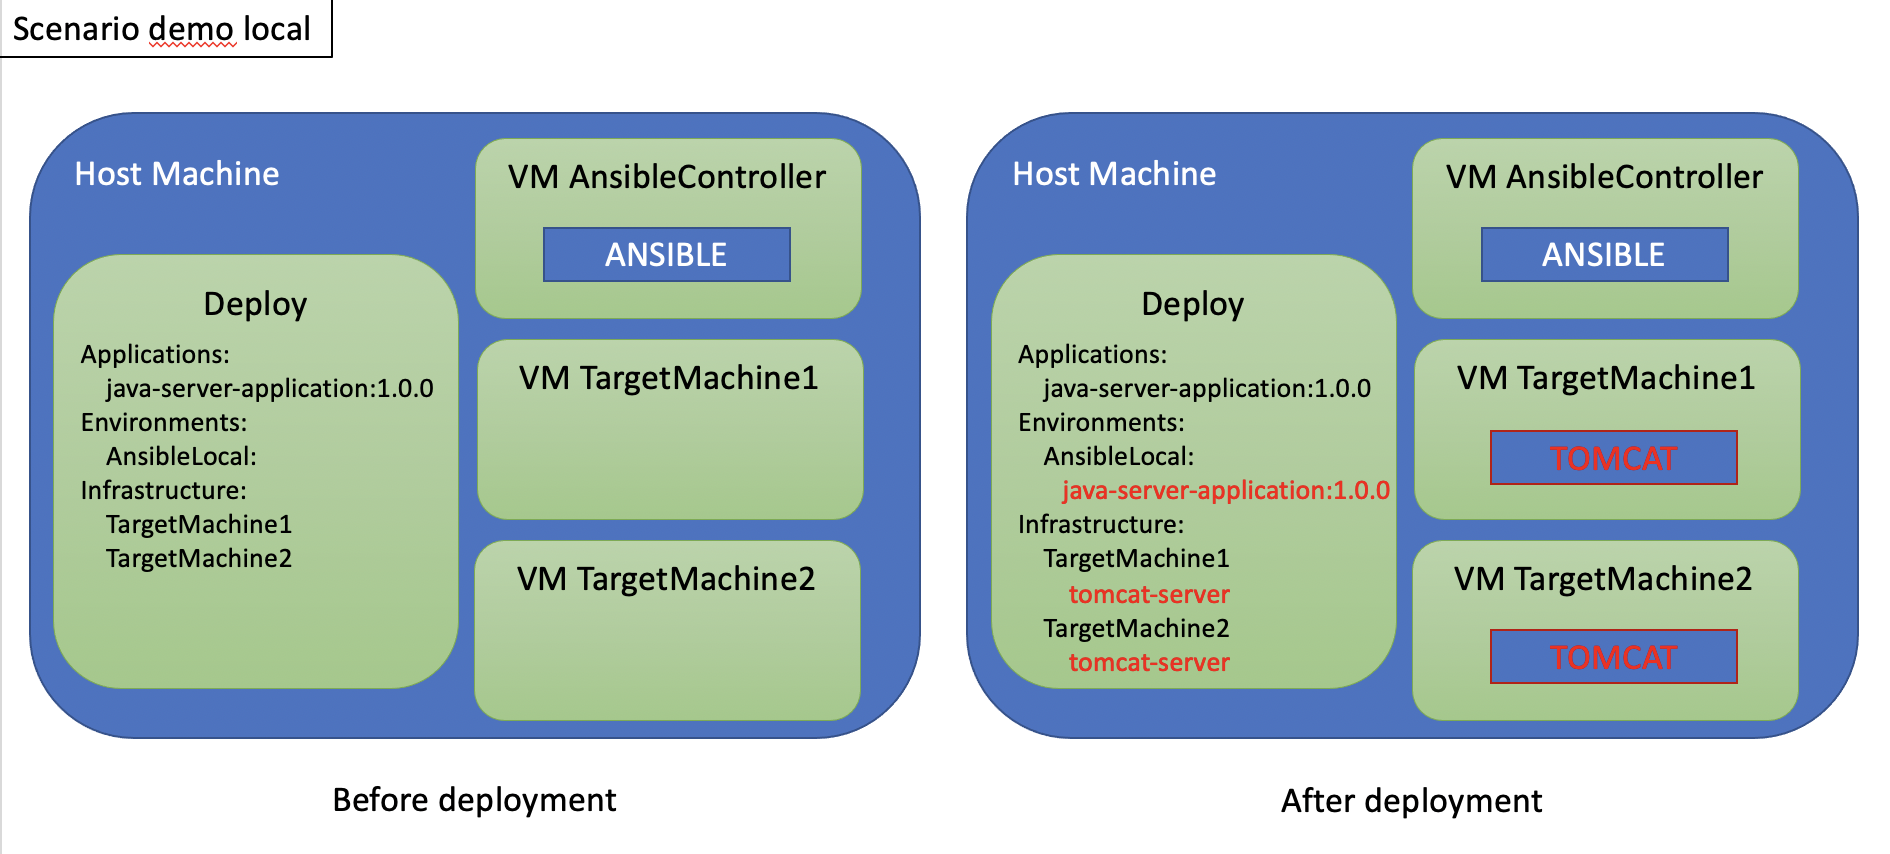 Scenario demo local
Host Machine
VM AnsibleController
ANSIBLE
Deploy
Applications:
java-server-application:1.0.0
Environments:
AnsibleLocal:
Infrastructure:
TargetMachine1
TargetMachine2
VM TargetMachine1
VM TargetMachine2
Before deployment
Host Machine
VM AnsibleController
ANSIBLE
Deploy
Applications:
java-server-application:1.0.0
Environments:
AnsibleLocal:
java-server-application:1.0.0
Infrastructure:
TargetMachine1
tomcat-server
TargetMachine2
tomcat-server
VM TargetMachine1
TOMCAT
VM TargetMachine2
TOMCAT
After deployment